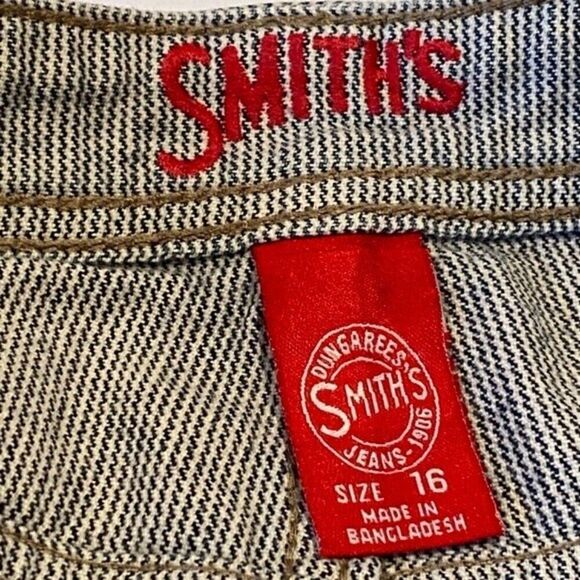 SMITH'S
DUNGAREES·
SMITH'S
JEANS-1906
SIZE 16
MADE IN
BANGLADESH